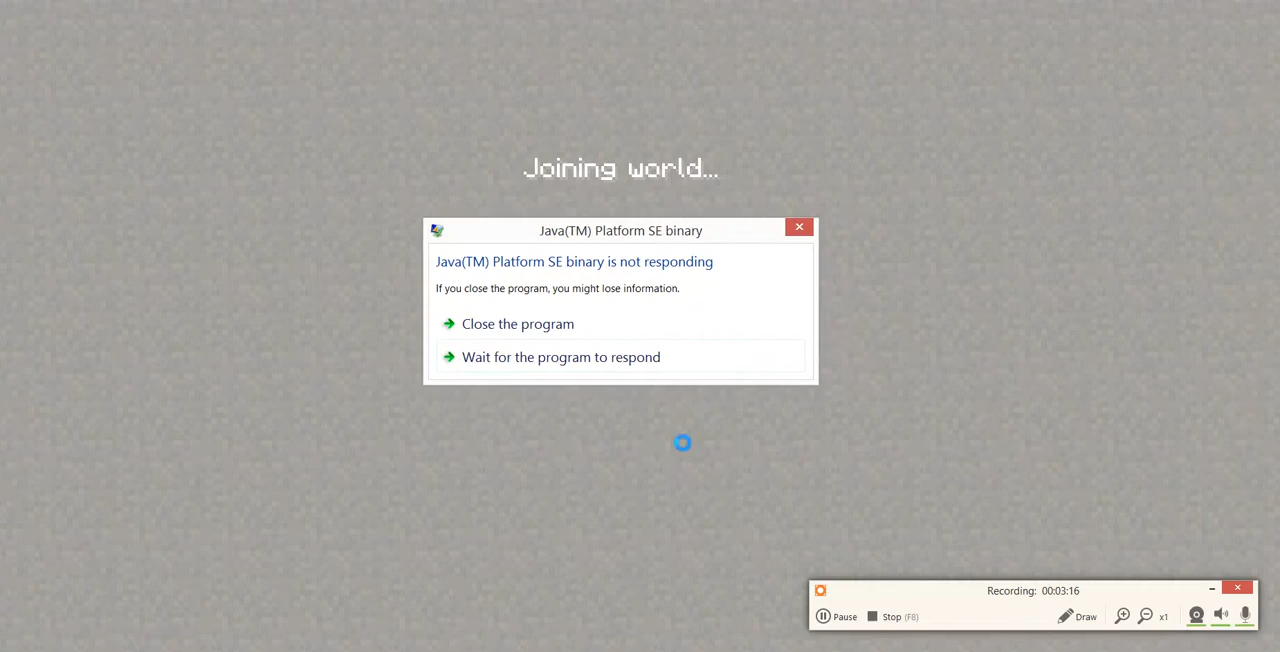 Joining world...
Java(TM) Platform SE binary
Java(TM) Platform SE binary is not responding
If you close the program, you might lose information.
Close the program
Wait for the program to respond
Recording: 00:03:16
Pause Stop (F8) Draw x1